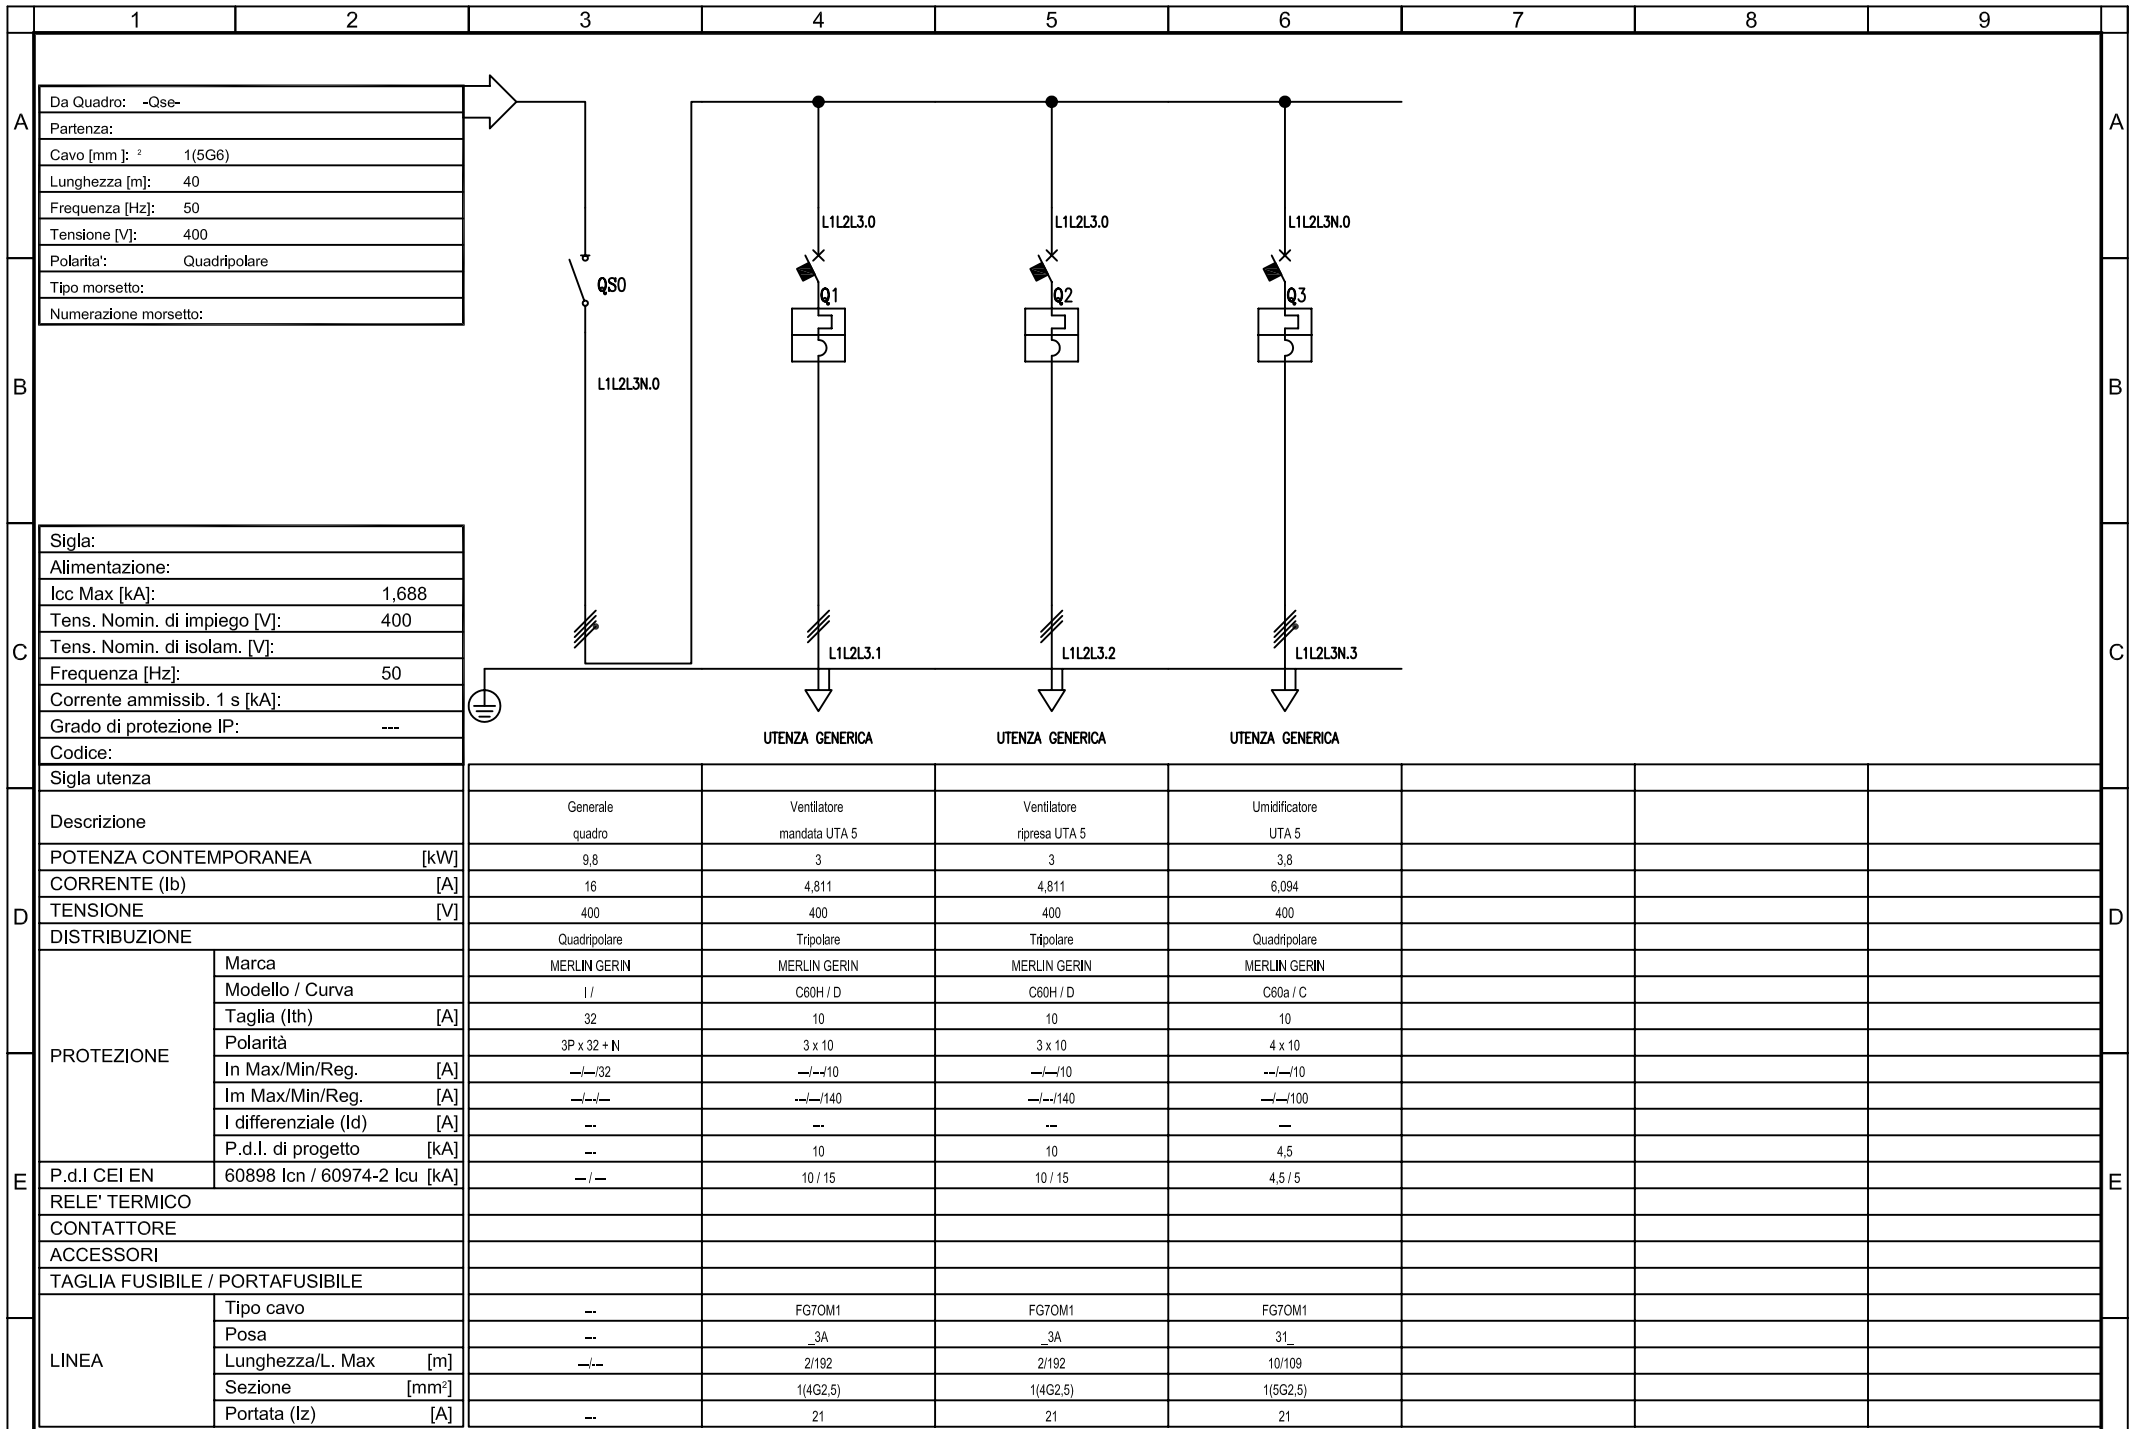 1 2 3 4 5 6 7 8 9
A A
Da Quadro: -Qse-
Partenza:
Cavo [mm ]: ² 1(5G6)
Lunghezza [m]: 40
Frequenza [Hz]: 50
Tensione [V]: 400
Polarita': Quadripolare
Tipo morsetto:
Numerazione morsetto:
L1L2L3.0 L1L2L3.0 L1L2L3N.0
QS0 Q1 Q2 Q3
B L1L2L3N.0 B
Sigla:
Alimentazione:
Icc Max [kA]: 1,688
Tens. Nomin. di impiego [V]: 400
Tens. Nomin. di isolam. [V]:
Frequenza [Hz]: 50
Corrente ammissib. 1 s [kA]:
Grado di protezione IP: ---
Codice:
C L1L2L3.1 L1L2L3.2 L1L2L3N.3 C
UTENZA GENERICA UTENZA GENERICA UTENZA GENERICA
Sigla utenza
Descrizione
Generale Ventilatore Ventilatore Umidificatore
quadro mandata UTA 5 ripresa UTA 5 UTA 5
POTENZA CONTEMPORANEA [kW] 9,8 3 3 3,8
CORRENTE (Ib) [A] 16 4,811 4,811 6,094
D TENSIONE [V] 400 400 400 400 D
DISTRIBUZIONE Quadripolare Tripolare Tripolare Quadripolare
PROTEZIONE
Marca MERLIN GERIN MERLIN GERIN MERLIN GERIN MERLIN GERIN
Modello / Curva I / C60H / D C60H / D C60a / C
Taglia (Ith) [A] 32 10 10 10
Polarità 3P x 32 + N 3 x 10 3 x 10 4 x 10
In Max/Min/Reg. [A] ---/---/32 ---/---/10 ---/---/10 ---/---/10
Im Max/Min/Reg. [A] ---/---/--- ---/---/140 ---/---/140 ---/---/100
I differenziale (Id) [A] --- --- --- ---
P.d.I. di progetto [kA] --- 10 10 4,5
E P.d.I CEI EN 60898 Icn / 60974-2 Icu [kA] --- / --- 10 / 15 10 / 15 4,5 / 5 E
RELE' TERMICO
CONTATTORE
ACCESSORI
TAGLIA FUSIBILE / PORTAFUSIBILE
LINEA
Tipo cavo --- FG7OM1 FG7OM1 FG7OM1
Posa --- _3A _3A 31_
Lunghezza/L. Max [m] ---/--- 2/192 2/192 10/109
Sezione [mm²] 1(4G2,5) 1(4G2,5) 1(5G2,5)
Portata (Iz) [A] --- 21 21 21